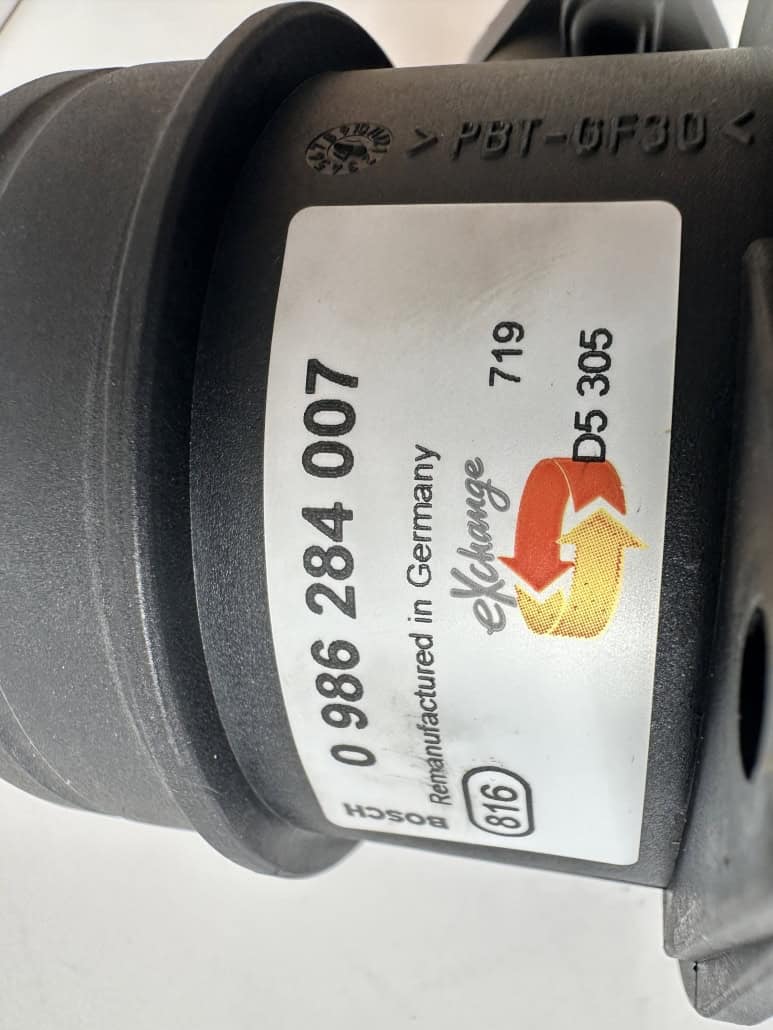 > PBT-GF30 <
BOSCH
0 986 284 007
Remanufactured in Germany
eXchange
719
816
D5 305